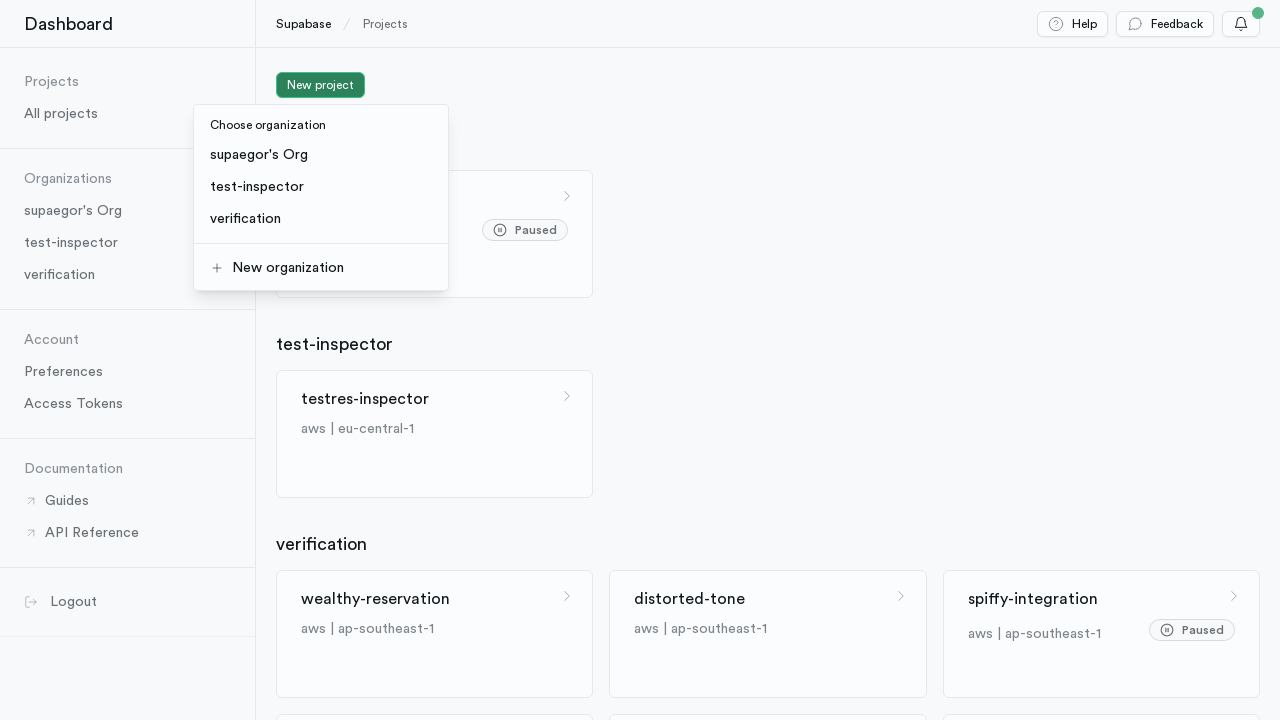 Dashboard
Supabase
Projects
Help
Feedback
Projects
All projects
Organizations
supaegor's Org
test-inspector
verification
Account
Preferences
Access Tokens
Documentation
Guides
API Reference
Logout
New project
Choose organization
supaegor's Org
test-inspector
verification
New organization
Paused
test-inspector
testres-inspector
aws | eu-central-1
verification
wealthy-reservation
aws | ap-southeast-1
distorted-tone
aws | ap-southeast-1
spiffy-integration
aws | ap-southeast-1
Paused